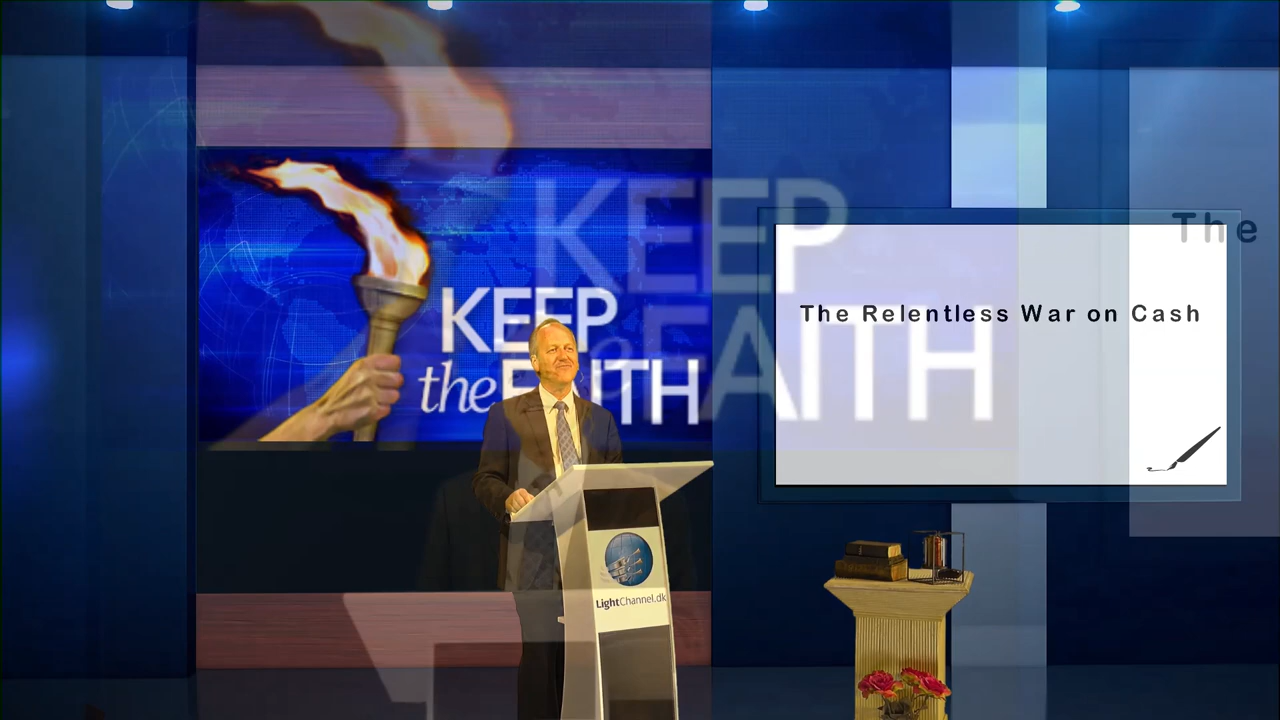 KEEP
the FAITH
KEEP
FAITH
The
The Relentless War on Cash
LightChannel.dk